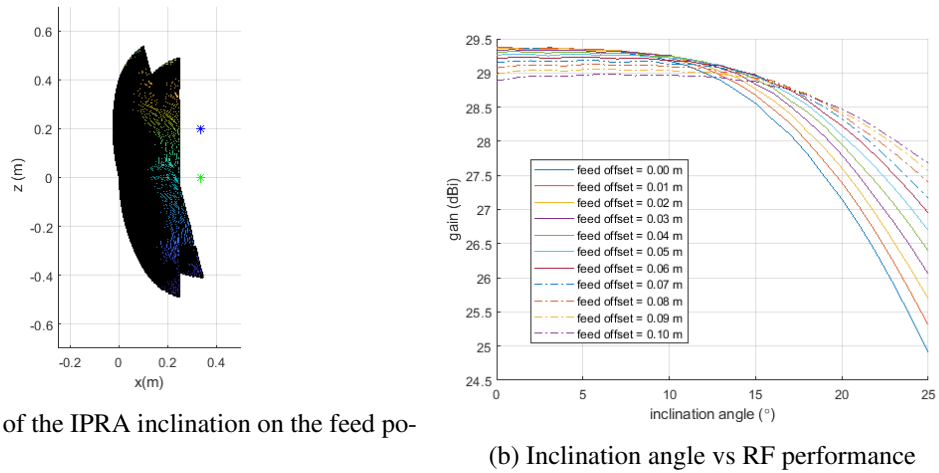 0.6
0.4
0.2
0
-0.2
-0.4
-0.6
z (m)
-0.2 0 0.2 0.4
x(m)
of the IPRA inclination on the feed po-
29.5
29
28.5
28
27.5
27
26.5
26
25.5
25
24.5
gain (dBi)
feed offset = 0.00 m
feed offset = 0.01 m
feed offset = 0.02 m
feed offset = 0.03 m
feed offset = 0.04 m
feed offset = 0.05 m
feed offset = 0.06 m
feed offset = 0.07 m
feed offset = 0.08 m
feed offset = 0.09 m
feed offset = 0.10 m
0 5 10 15 20 25
inclination angle (°)
(b) Inclination angle vs RF performance